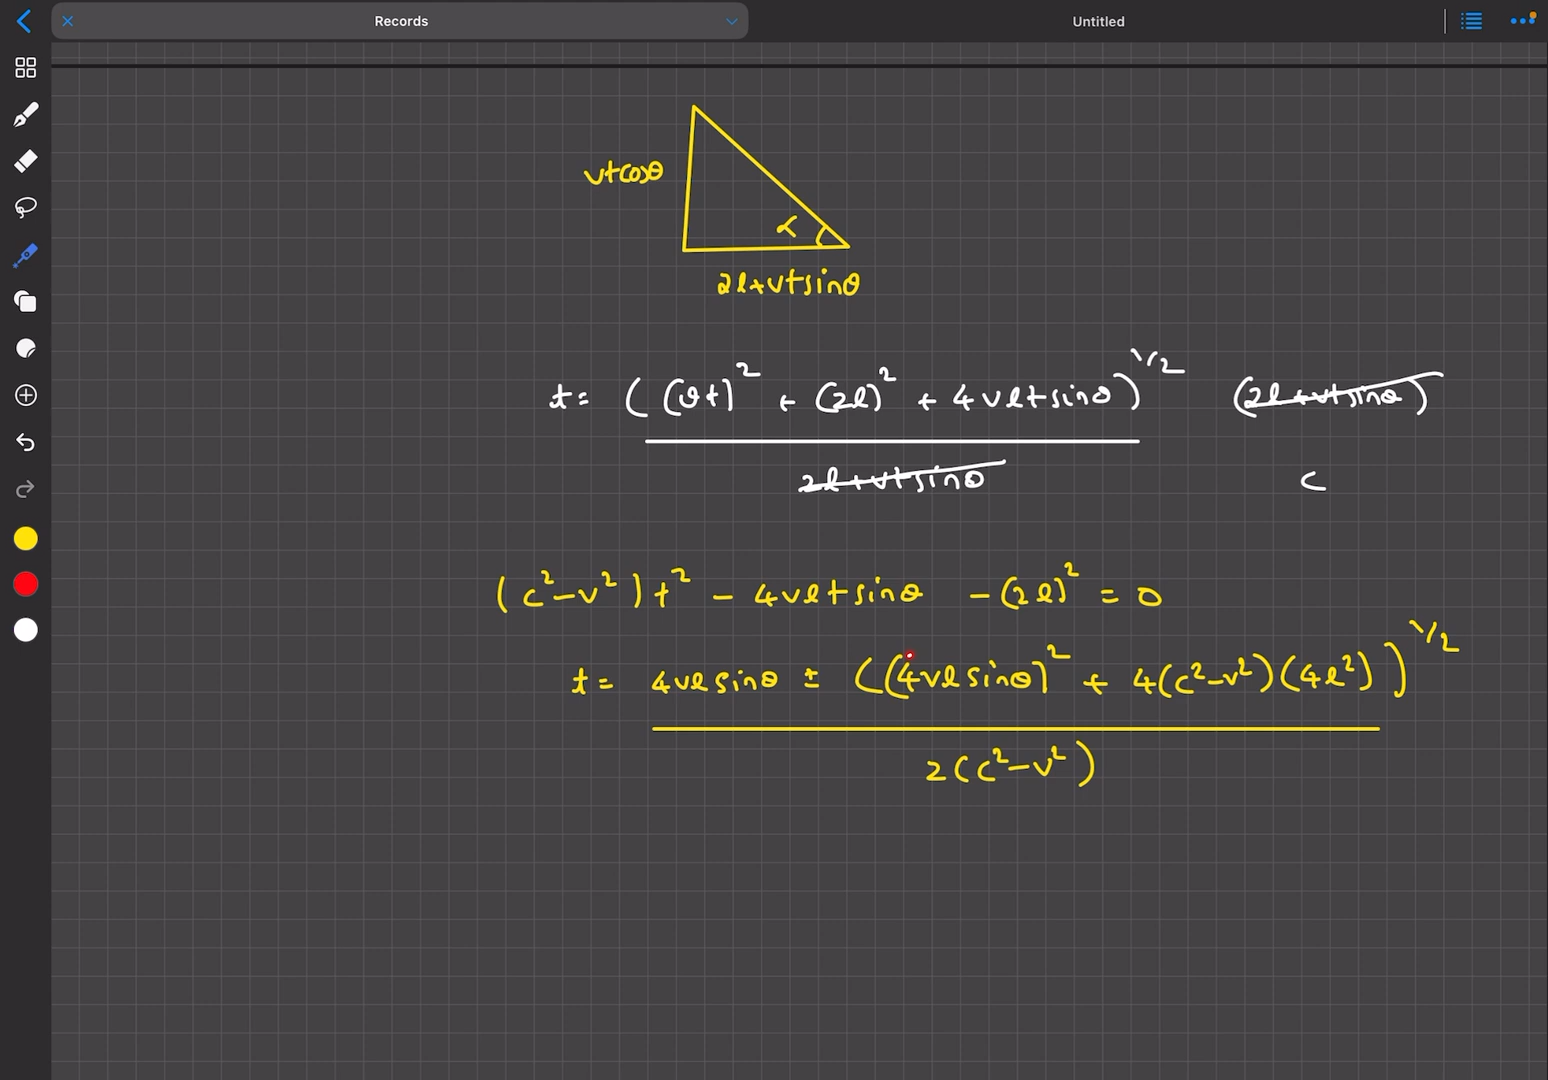 Records
Untitled
vtcosθ
α
2l+vtsinθ
t= ((vt)² + (2l)² + 4vltsinθ)^1/2 (2l+vtsinθ)
2l+vtsinθ c
(c²-v²)t² - 4vltsinθ -(2l)² = 0
t= 4vlsinθ ± ((4vlsinθ)² + 4(c²-v²)(4l²))^1/2
2(c²-v²)